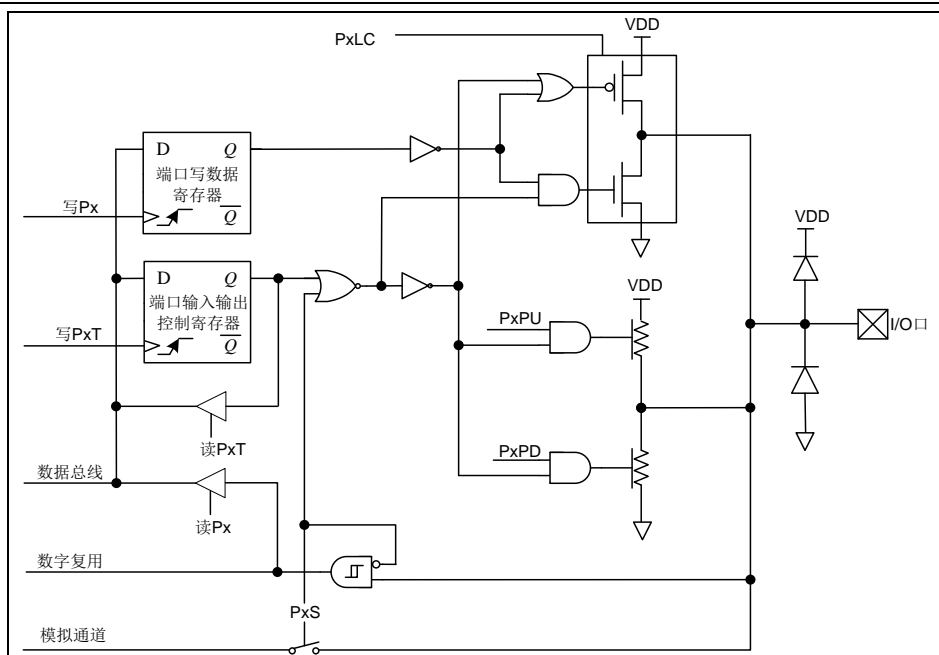 PxLC
VDD
D Q
端口写数据
寄存器
Q
写Px
D Q
端口输入输出
控制寄存器
Q
写PxT
VDD
VDD
PxPU
I/O口
读PxT
PxPD
数据总线
读Px
数字复用
PxS
模拟通道